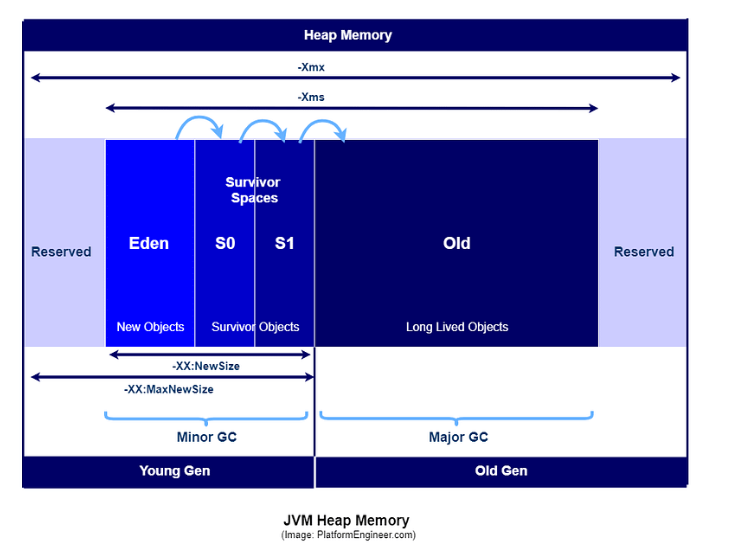 Heap Memory
-Xmx
-Xms
Survivor
Spaces
Reserved
Eden
S0
S1
Old
Reserved
New Objects
Survivor Objects
Long Lived Objects
-XX:NewSize
-XX:MaxNewSize
Minor GC
Major GC
Young Gen
Old Gen
JVM Heap Memory
(Image: PlatformEngineer.com)